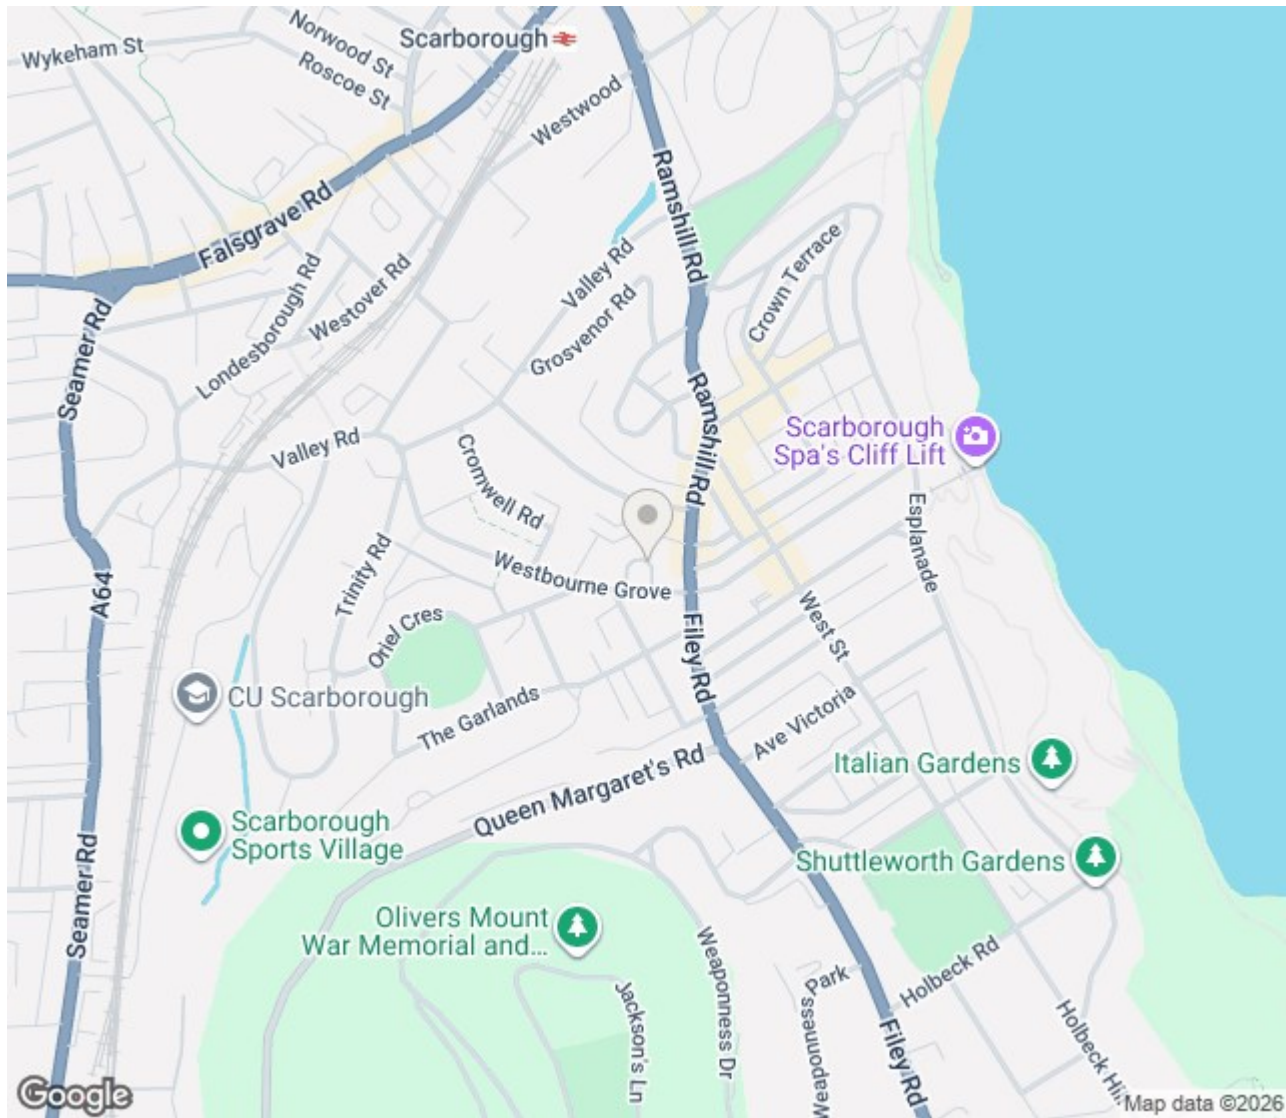 Scarborough
Norwood St
Wykeham St
Roscoe St
Westwood
Ramshill Rd
Falsgrave Rd
Valley Rd
Crown Terrace
Londesborough Rd
Westover Rd
Grosvenor Rd
Seamer Rd
Ramshill Rd
Scarborough
Spa's Cliff Lift
Valley Rd
Cromwell Rd
Esplanade
Trinity Rd
Westbourne Grove
A64
Oriel Cres
Filey Rd
West St
CU Scarborough
The Garlands
Ave Victoria
Queen Margaret's Rd
Italian Gardens
Scarborough
Sports Village
Shuttleworth Gardens
Seamer Rd
Olivers Mount
War Memorial and...
Weaponness Dr
Holbeck Rd
Jackson's Ln
Weaponness
Park
Filey Rd
Holbeck Hil
Google
Map data ©2026